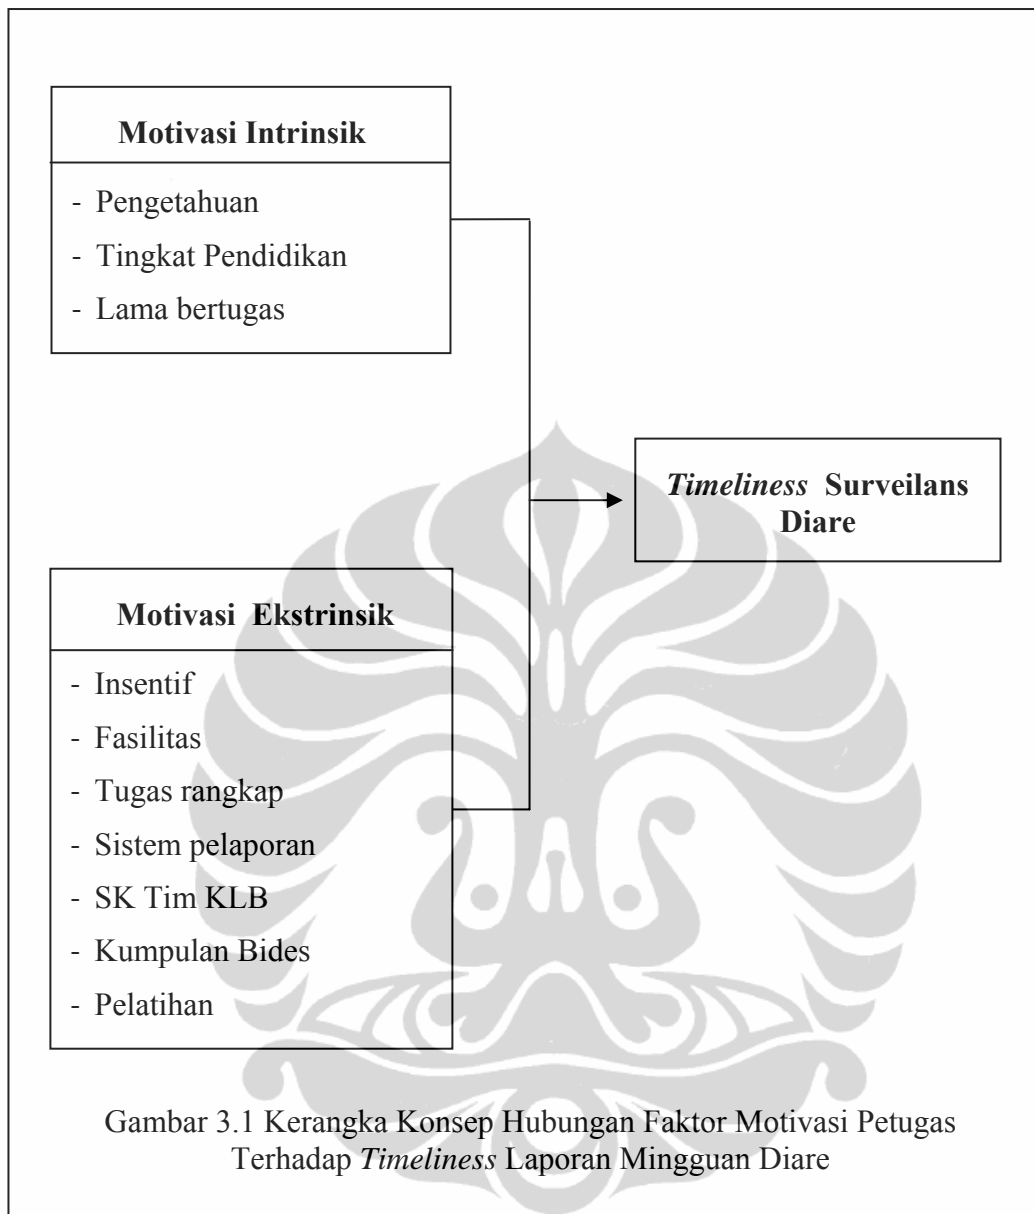 Motivasi Intrinsik
- Pengetahuan
- Tingkat Pendidikan
- Lama bertugas
Timeliness Surveilans
Diare
Motivasi Ekstrinsik
- Insentif
- Fasilitas
- Tugas rangkap
- Sistem pelaporan
- SK Tim KLB
- Kumpulan Bides
- Pelatihan
Gambar 3.1 Kerangka Konsep Hubungan Faktor Motivasi Petugas
Terhadap Timeliness Laporan Mingguan Diare